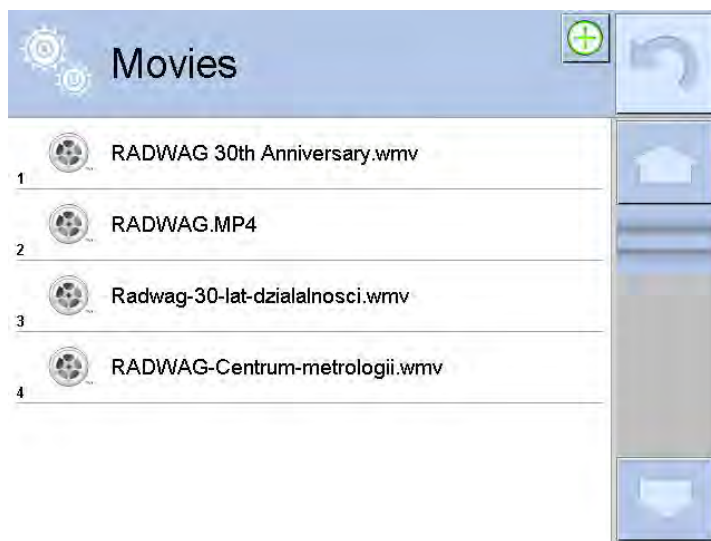 Movies
1 RADWAG 30th Anniversary.wmv
2 RADWAG.MP4
3 Radwag-30-lat-dzialalnosci.wmv
4 RADWAG-Centrum-metrologii.wmv